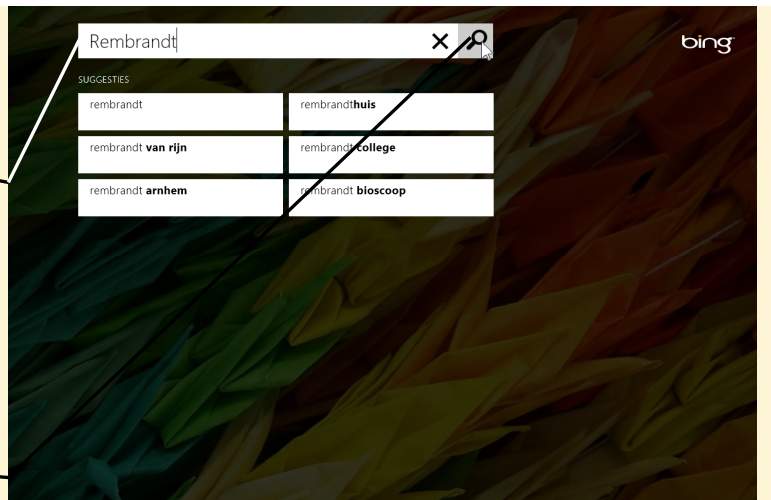 Rembrandt
bing
SUGGESTIES
rembrandt
rembrandthuis
rembrandt van rijn
rembrandt college
rembrandt arnhem
rembrandt bioscoop